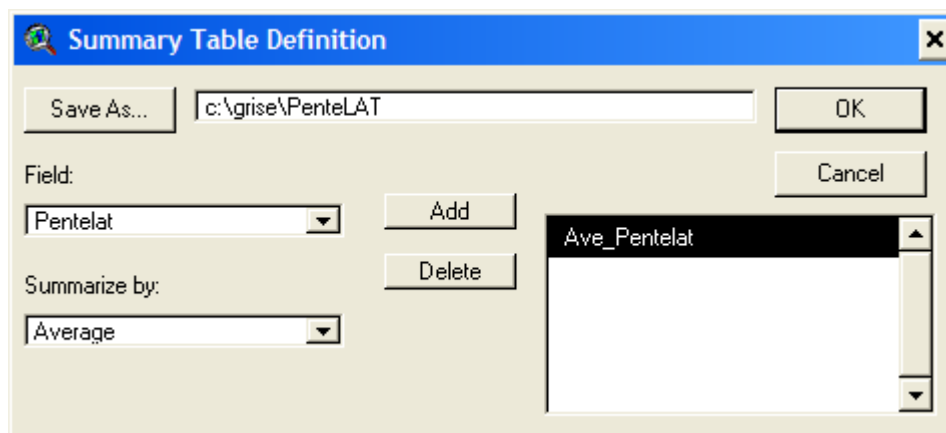 Summary Table Definition
Save As...
c:\grise\PenteLAT
OK
Cancel
Field:
Pentelat
Add
Delete
Ave_Pentelat
Summarize by:
Average